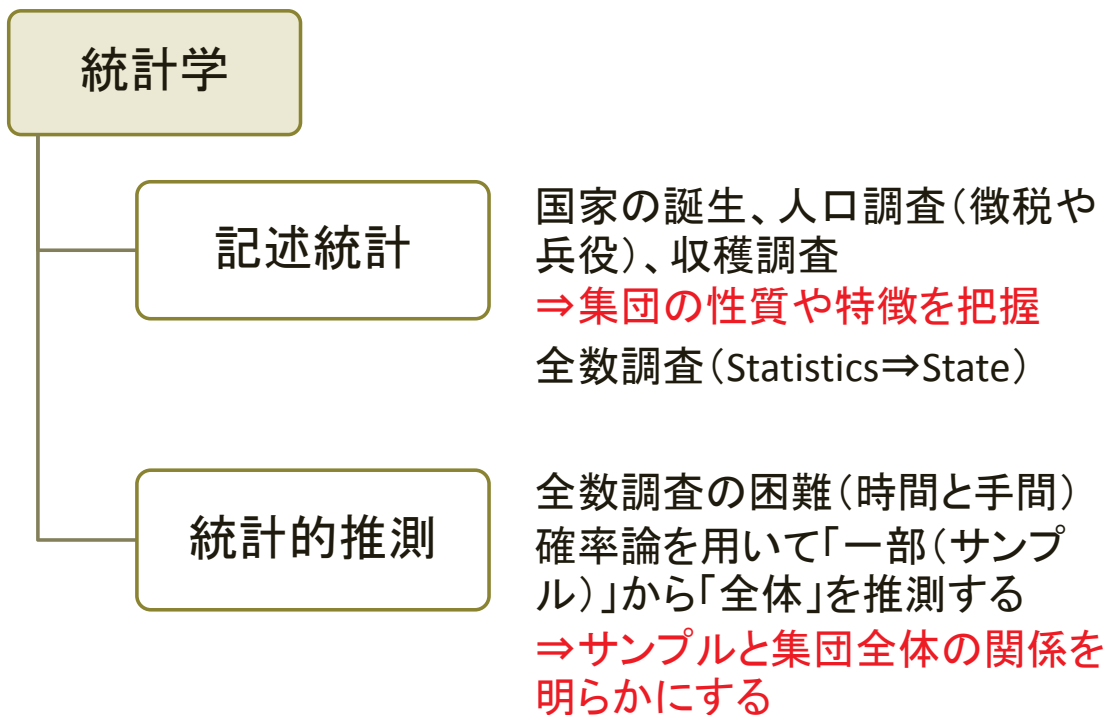 統計学
記述統計
国家の誕生、人口調査(徴税や
兵役)、収穫調査
⇒集団の性質や特徴を把握
全数調査(Statistics⇒State)
統計的推測
全数調査の困難(時間と手間)
確率論を用いて「一部(サンプ
ル)」から「全体」を推測する
⇒サンプルと集団全体の関係を
明らかにする